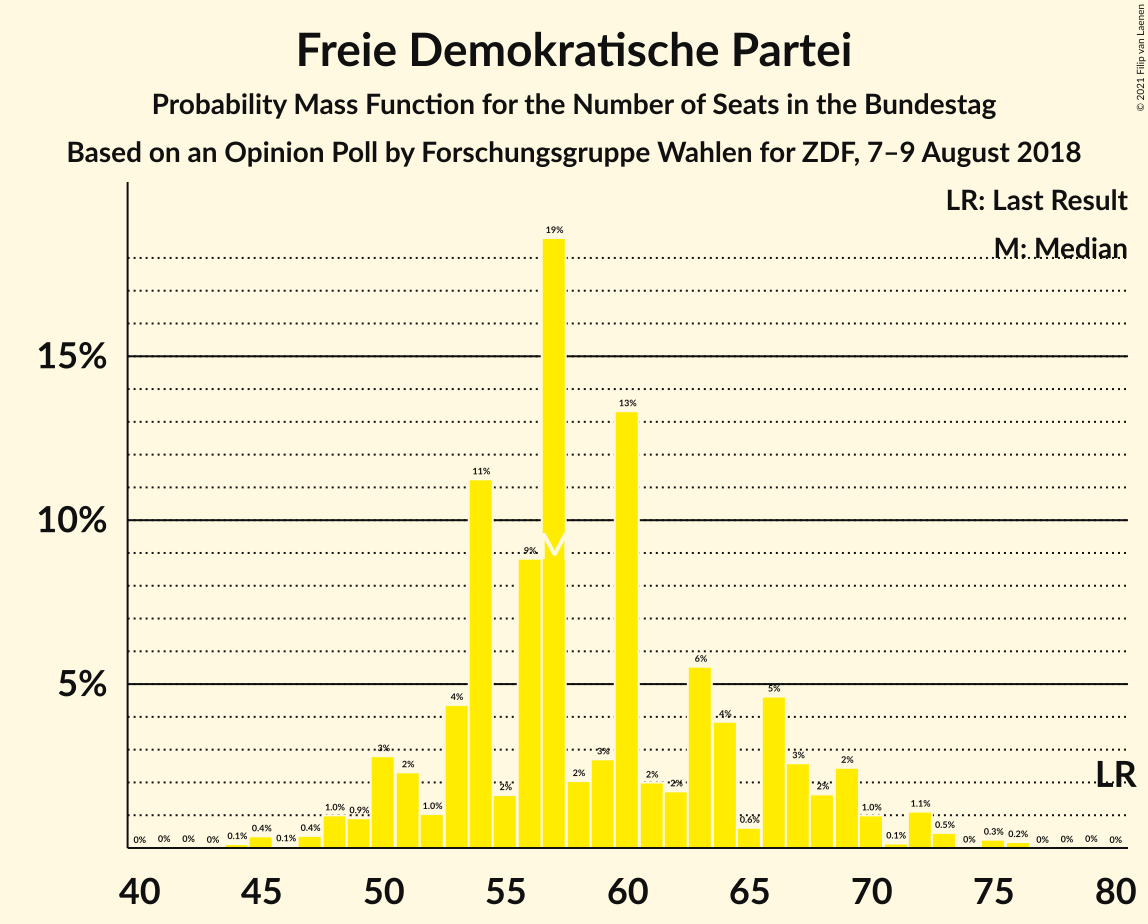 Freie Demokratische Partei
Probability Mass Function for the Number of Seats in the Bundestag
Based on an Opinion Poll by Forschungsgruppe Wahlen for ZDF, 7–9 August 2018
© 2021 Filip van Laenen
LR: Last Result
M: Median
15%
10%
5%
0% 0% 0% 0% 0.1% 0.4% 0.1% 0.4% 1.0% 0.9% 3% 2% 1.0% 4% 11% 2% 9% 19% 2% 3% 13% 2% 2% 6% 4% 0.6% 5% 3% 2% 2% 1.0% 0.1% 1.1% 0.5% 0% 0.3% 0.2% 0% 0% 0% 0%
M
LR
40 45 50 55 60 65 70 75 80